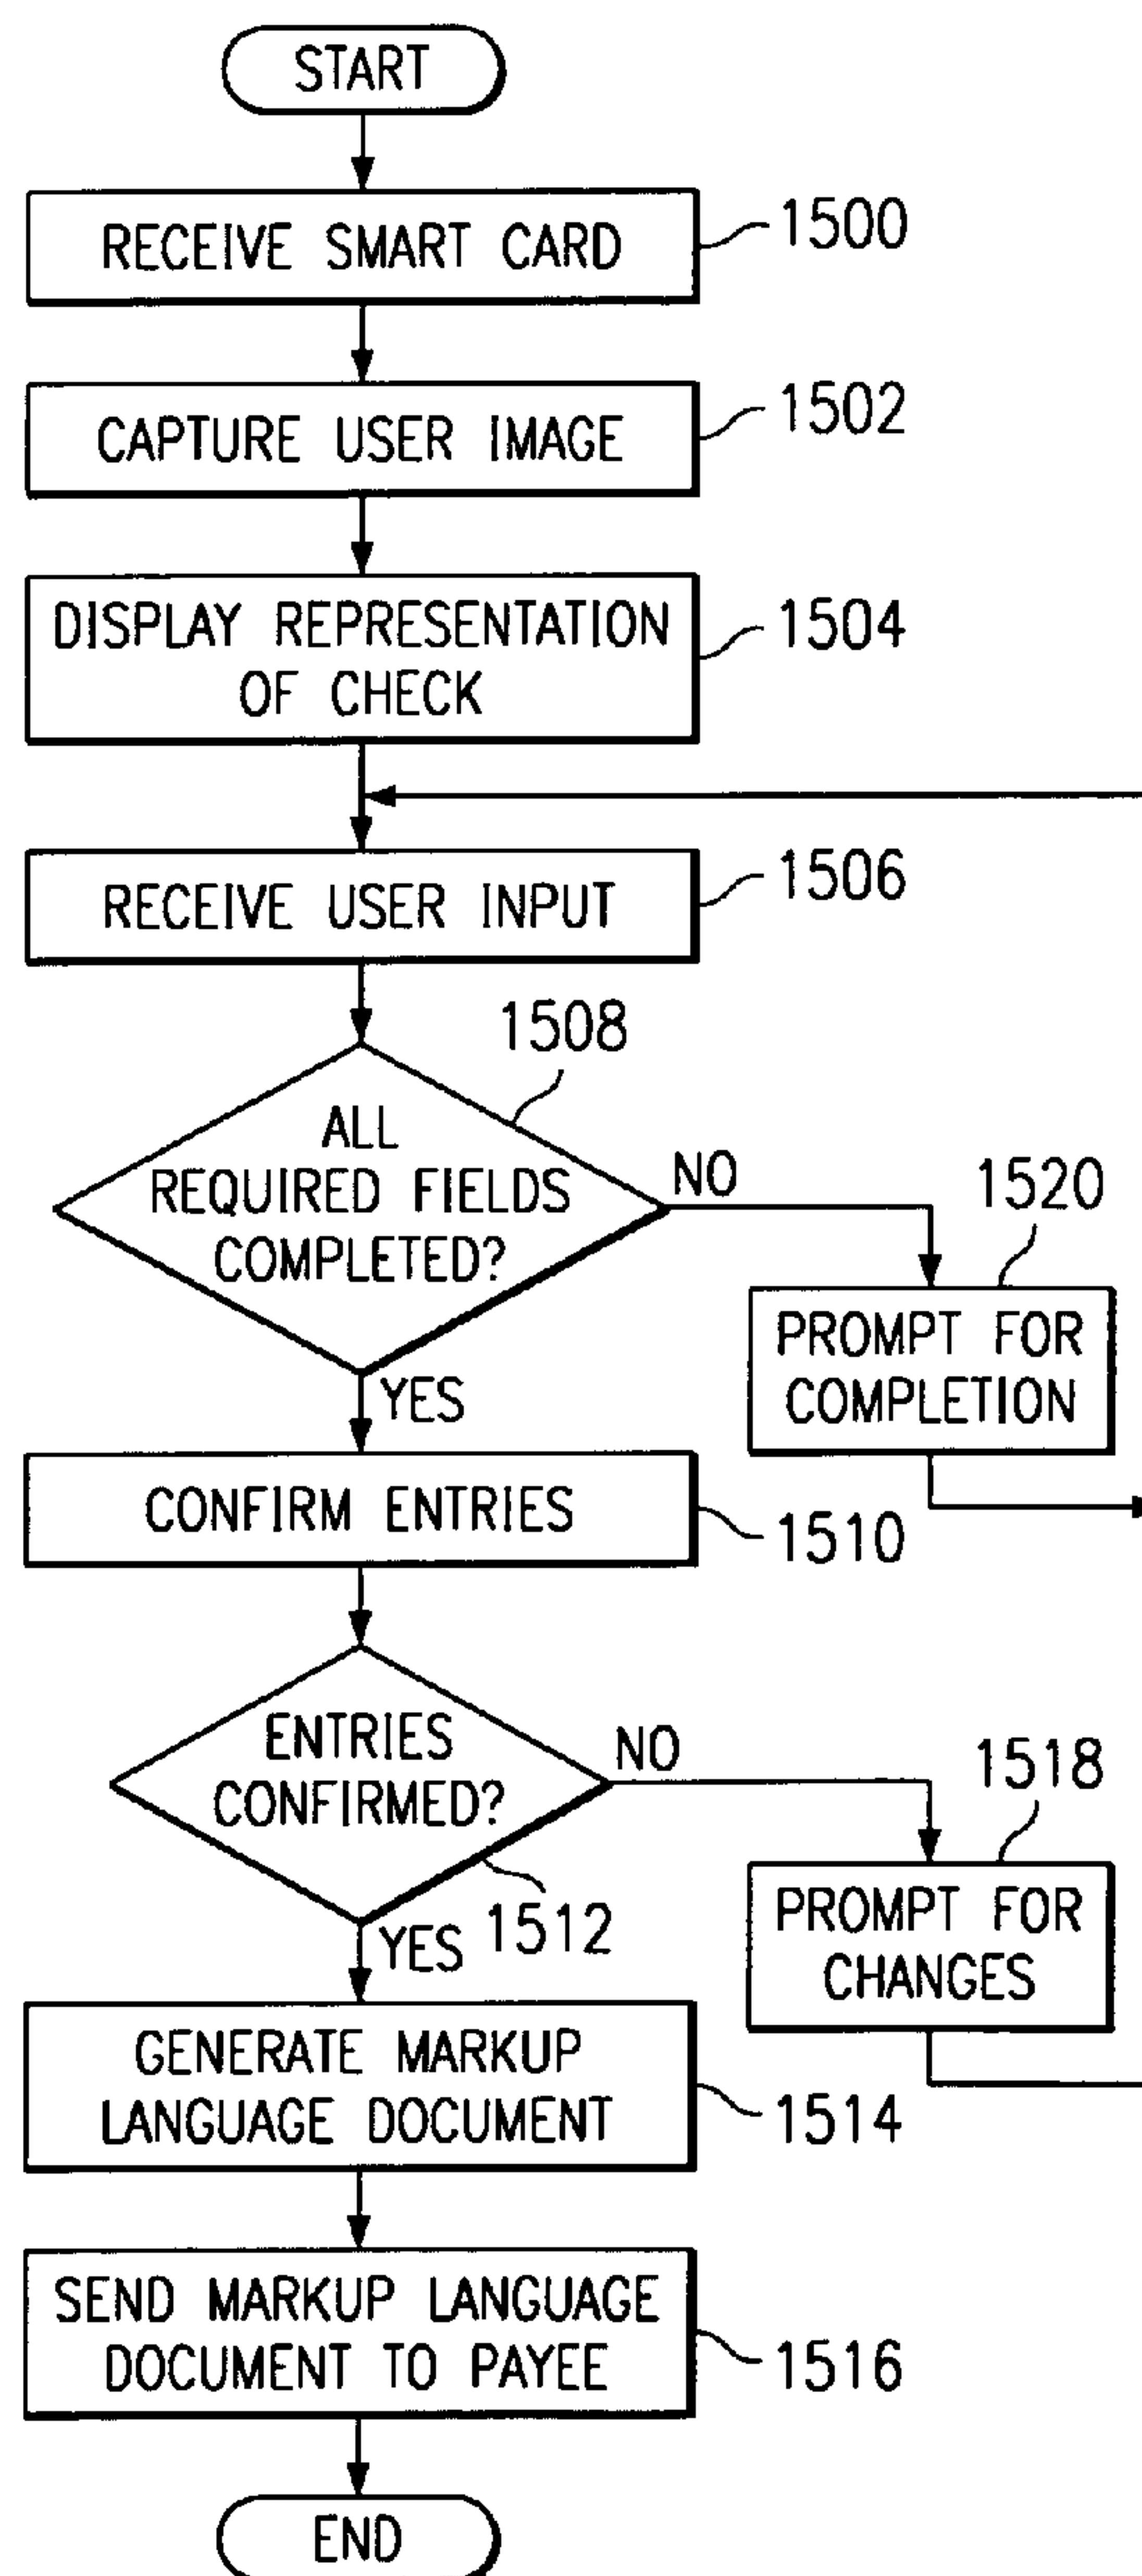 START
RECEIVE SMART CARD
1500
CAPTURE USER IMAGE
1502
DISPLAY REPRESENTATION
OF CHECK
1504
RECEIVE USER INPUT
1506
1508
ALL
REQUIRED FIELDS
COMPLETED?
NO
1520
PROMPT FOR
COMPLETION
YES
CONFIRM ENTRIES
1510
ENTRIES
CONFIRMED?
NO
1518
PROMPT FOR
CHANGES
1512
YES
GENERATE MARKUP
LANGUAGE DOCUMENT
1514
SEND MARKUP LANGUAGE
DOCUMENT TO PAYEE
1516
END